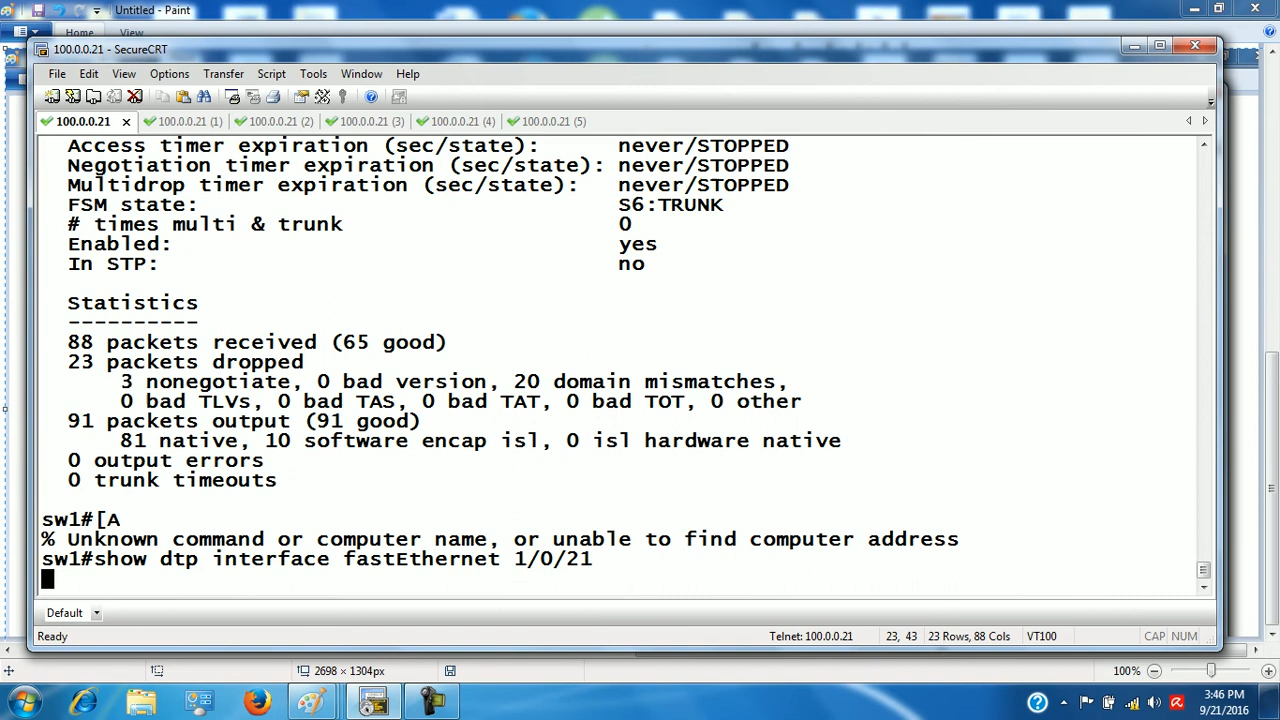 Untitled - Paint
Home View
100.0.0.21 - SecureCRT
File Edit View Options Transfer Script Tools Window Help
100.0.0.21 100.0.0.21 (1) 100.0.0.21 (2) 100.0.0.21 (3) 100.0.0.21 (4) 100.0.0.21 (5)
Access timer expiration (sec/state): never/STOPPED
Negotiation timer expiration (sec/state): never/STOPPED
Multidrop timer expiration (sec/state): never/STOPPED
FSM state: S6:TRUNK
# times multi & trunk 0
Enabled: yes
In STP: no
Statistics
----------
88 packets received (65 good)
23 packets dropped
3 nonegotiate, 0 bad version, 20 domain mismatches,
0 bad TLVs, 0 bad TAS, 0 bad TAT, 0 bad TOT, 0 other
91 packets output (91 good)
81 native, 10 software encap isl, 0 isl hardware native
0 output errors
0 trunk timeouts
sw1#[A
% Unknown command or computer name, or unable to find computer address
sw1#show dtp interface fastEthernet 1/0/21
Default
Ready Telnet: 100.0.0.21 23, 43 23 Rows, 88 Cols VT100 CAP NUM
2698 × 1304px 100%
3:46 PM
9/21/2016